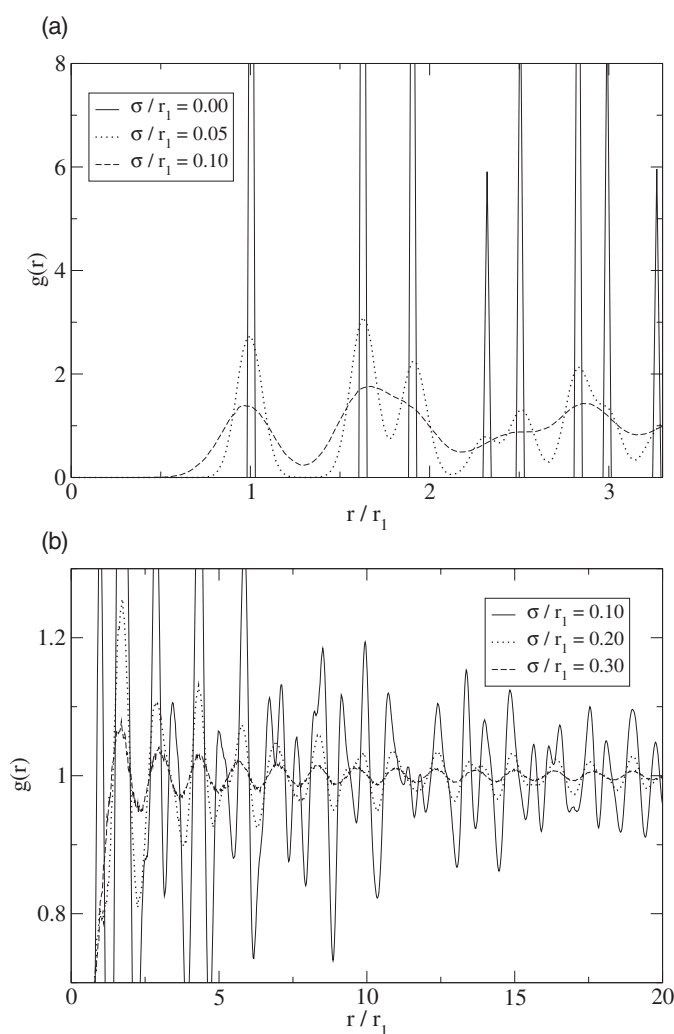 (a)
8
6
4
2
0
g(r)
σ / r₁ = 0.00
σ / r₁ = 0.05
σ / r₁ = 0.10
0 1 2 3
r / r₁
(b)
1.2
1
0.8
g(r)
σ / r₁ = 0.10
σ / r₁ = 0.20
σ / r₁ = 0.30
0 5 10 15 20
r / r₁